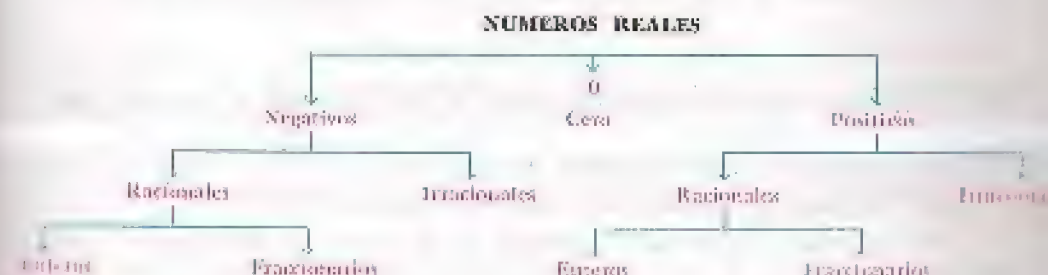 NUMEROS REALES
0
Negativos Cero Positivos
Racionales Irracionales Racionales
Fraccionarios Enteros Fraccionarios